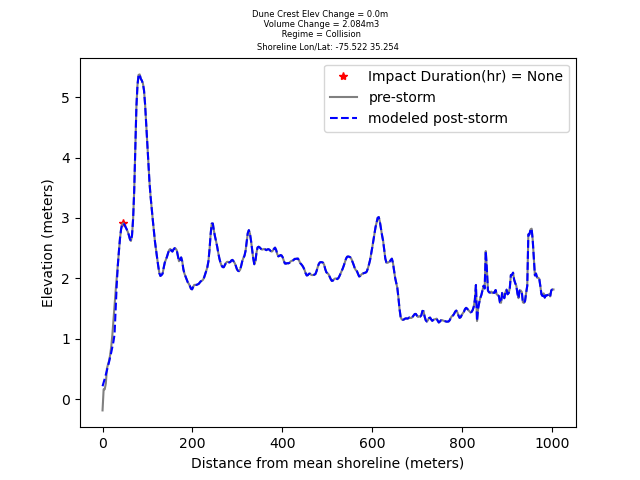 Dune Crest Elev Change = 0.0m
Volume Change = 2.084m3
Regime = Collision
Shoreline Lon/Lat: -75.522 35.254
Impact Duration(hr) = None
pre-storm
modeled post-storm
5
4
3
2
1
0
Elevation (meters)
0 200 400 600 800 1000
Distance from mean shoreline (meters)